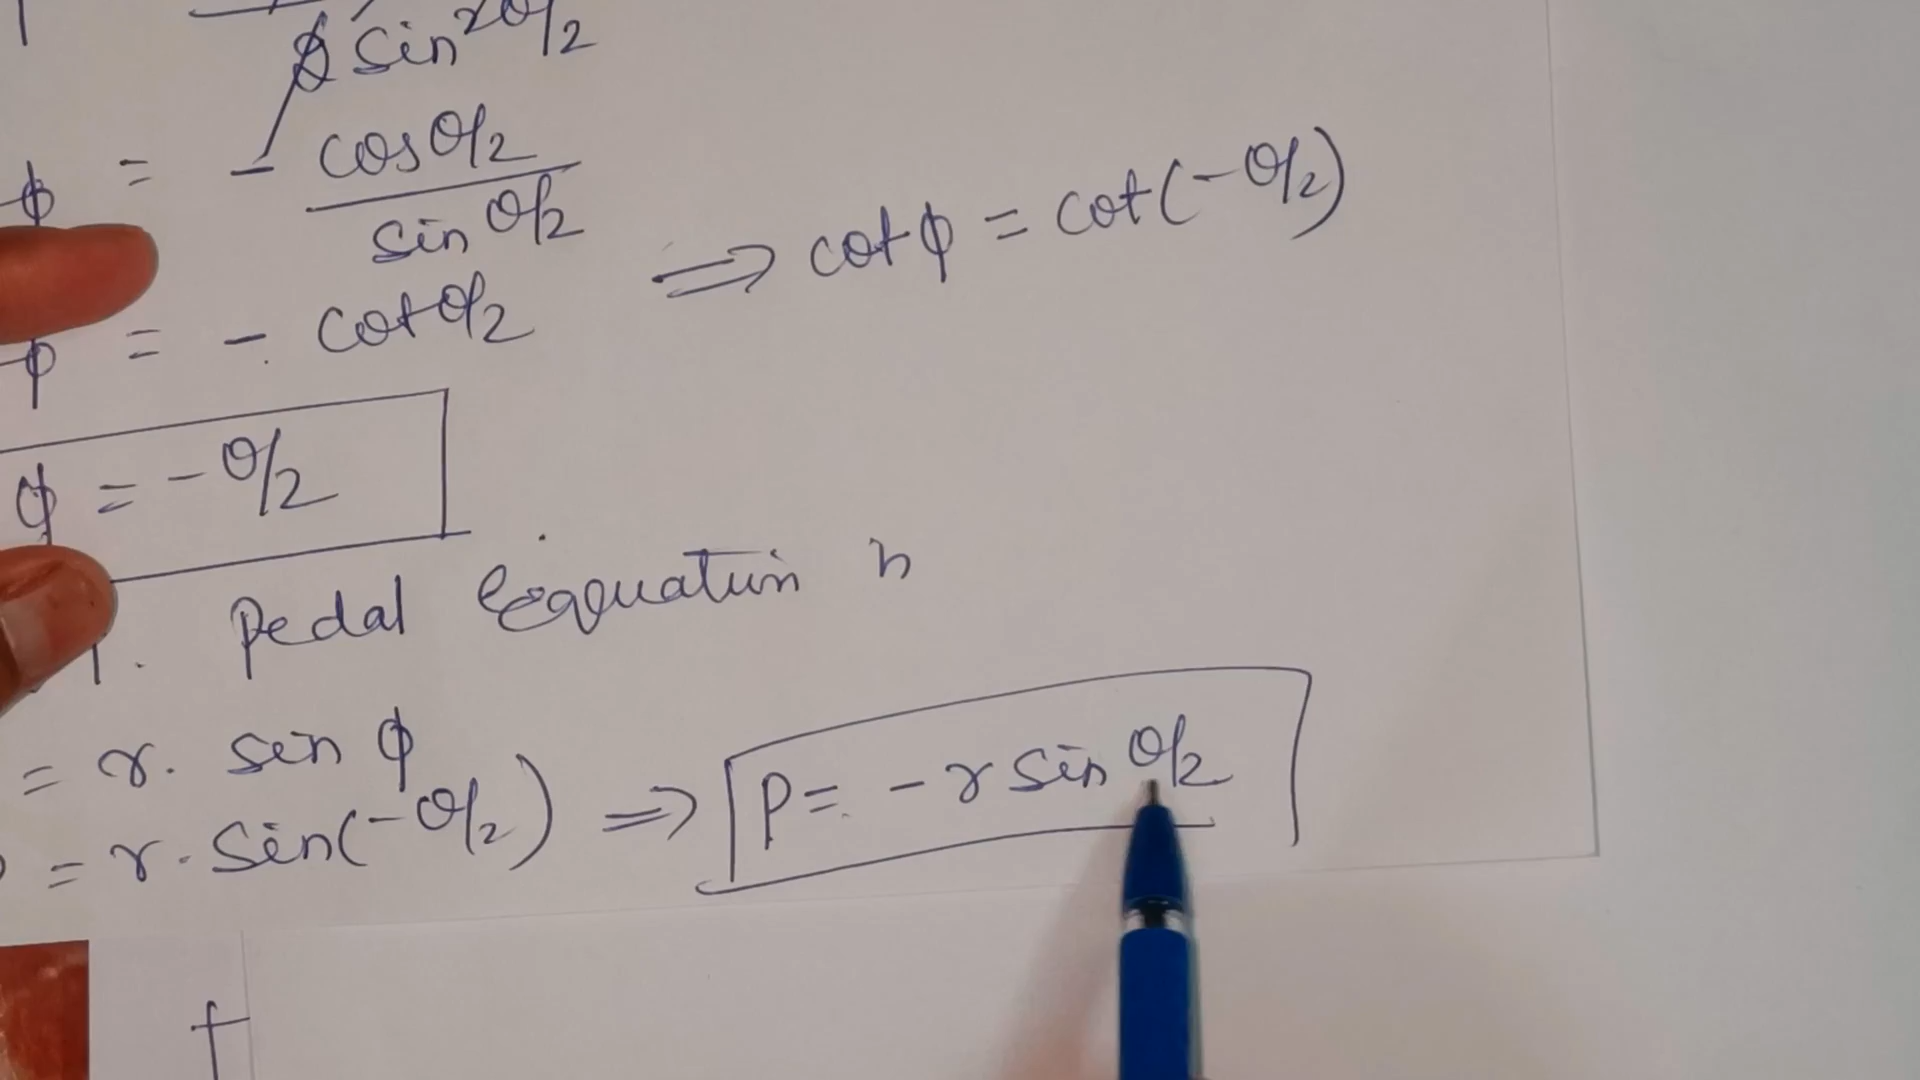 2 sin²θ/2
ϕ = - cosθ/2
sinθ/2
ϕ = - cotθ/2 ⟹ cotϕ = cot(-θ/2)
ϕ = -θ/2
Pedal Equation is
= r. sin ϕ
= r. Sin(-θ/2) ⟹ P = - r sin θ/2